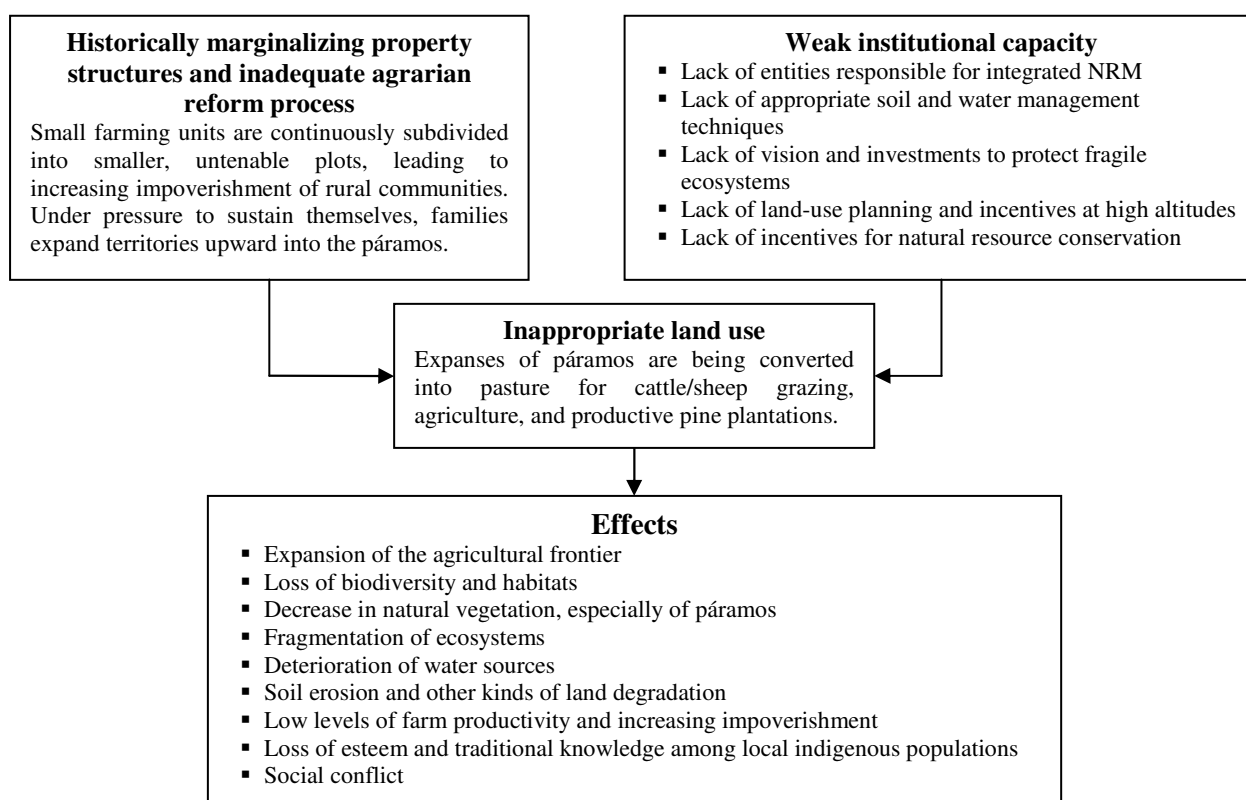 Historically marginalizing property
structures and inadequate agrarian
reform process
Small farming units are continuously subdivided
into smaller, untenable plots, leading to
increasing impoverishment of rural communities.
Under pressure to sustain themselves, families
expand territories upward into the páramos.
Weak institutional capacity
▪ Lack of entities responsible for integrated NRM
▪ Lack of appropriate soil and water management
techniques
▪ Lack of vision and investments to protect fragile
ecosystems
▪ Lack of land-use planning and incentives at high altitudes
▪ Lack of incentives for natural resource conservation
Inappropriate land use
Expanses of páramos are being converted
into pasture for cattle/sheep grazing,
agriculture, and productive pine plantations.
Effects
▪ Expansion of the agricultural frontier
▪ Loss of biodiversity and habitats
▪ Decrease in natural vegetation, especially of páramos
▪ Fragmentation of ecosystems
▪ Deterioration of water sources
▪ Soil erosion and other kinds of land degradation
▪ Low levels of farm productivity and increasing impoverishment
▪ Loss of esteem and traditional knowledge among local indigenous populations
▪ Social conflict